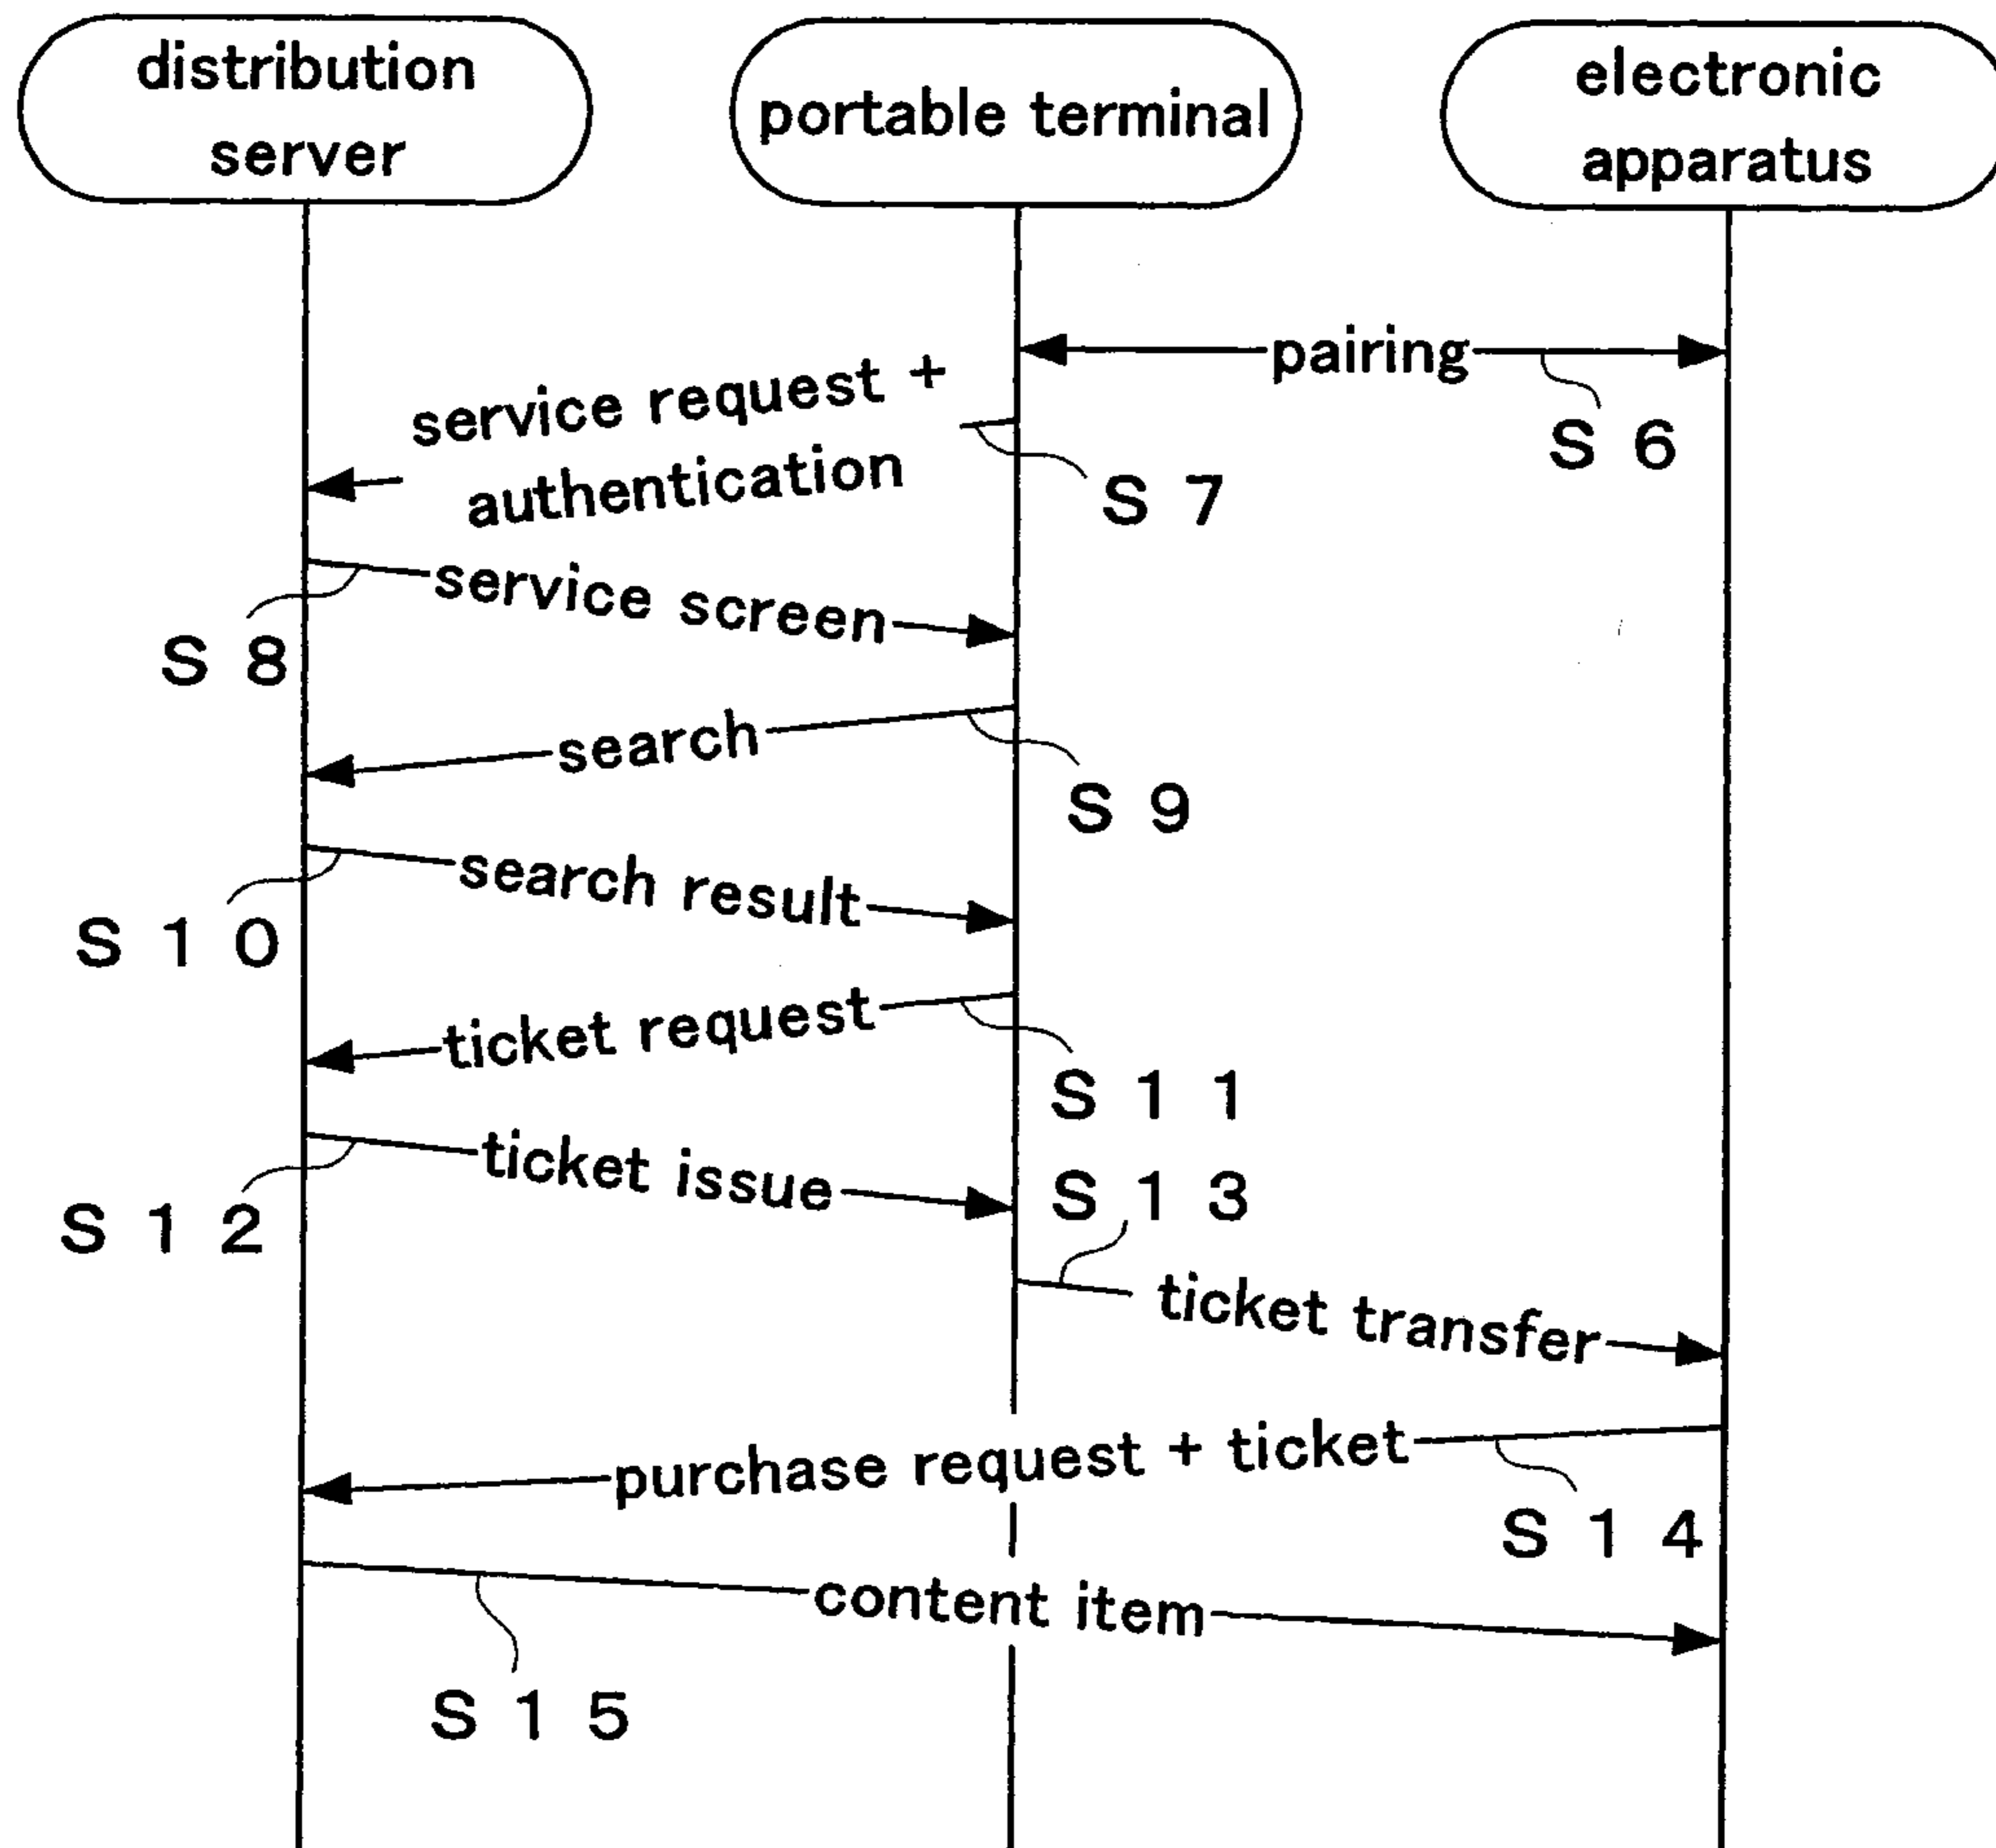 distribution
server
portable terminal
electronic
apparatus
pairing
S 6
service request +
authentication
S 7
service screen
S 8
search
S 9
search result
S 1 0
ticket request
S 1 1
ticket issue
S 1 2
S 1 3
ticket transfer
purchase request + ticket
S 1 4
content item
S 1 5